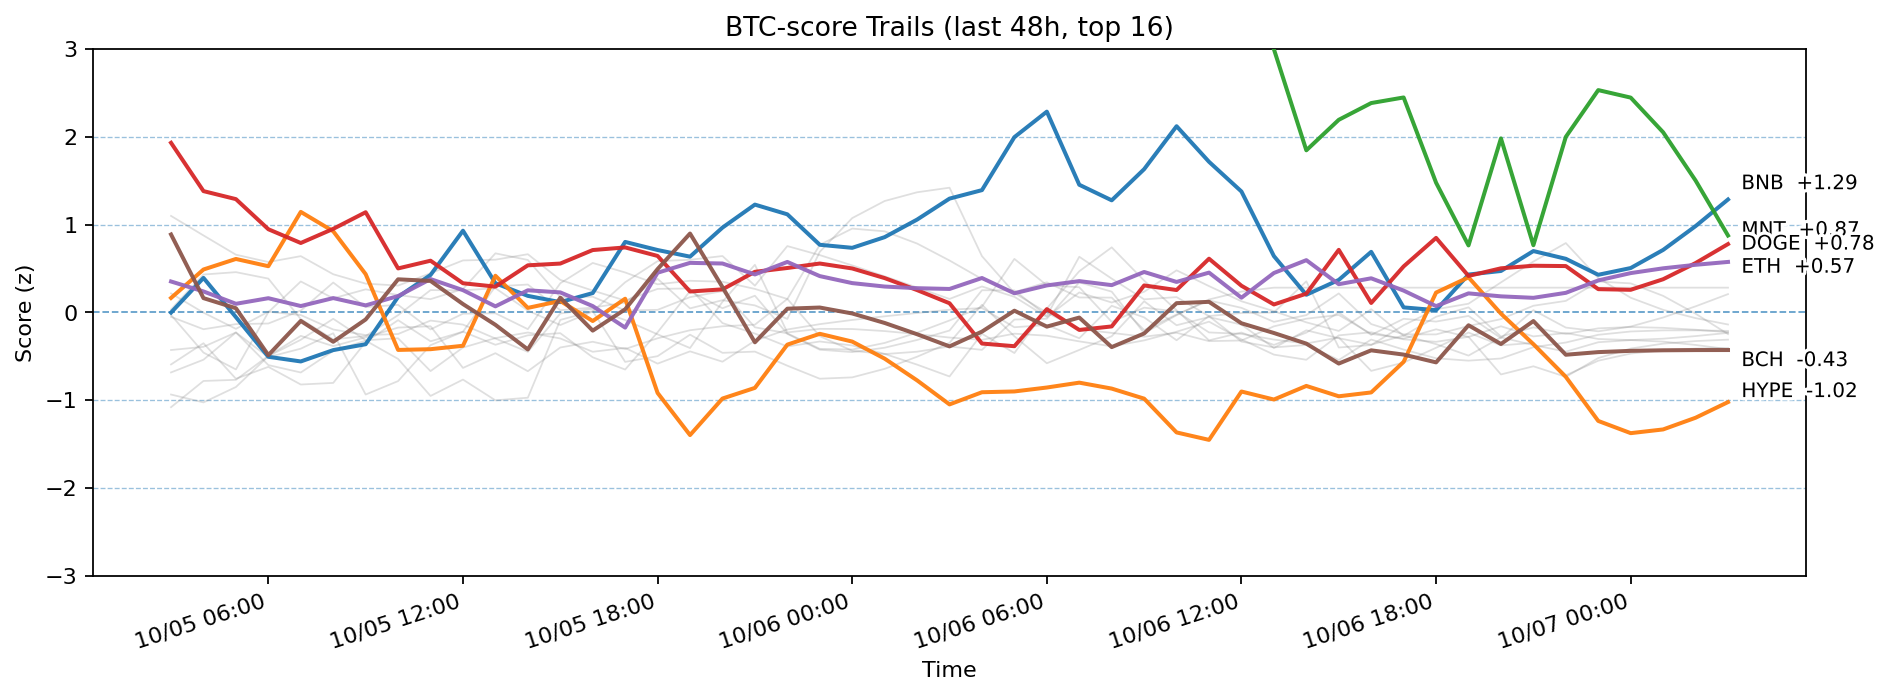 BTC-score Trails (last 48h, top 16)
Score (z)
3
2
1
0
−1
−2
−3
BNB +1.29
MNT +0.87
DOGE +0.78
ETH +0.57
BCH -0.43
HYPE -1.02
10/05 06:00
10/05 12:00
10/05 18:00
10/06 00:00
10/06 06:00
10/06 12:00
10/06 18:00
10/07 00:00
Time